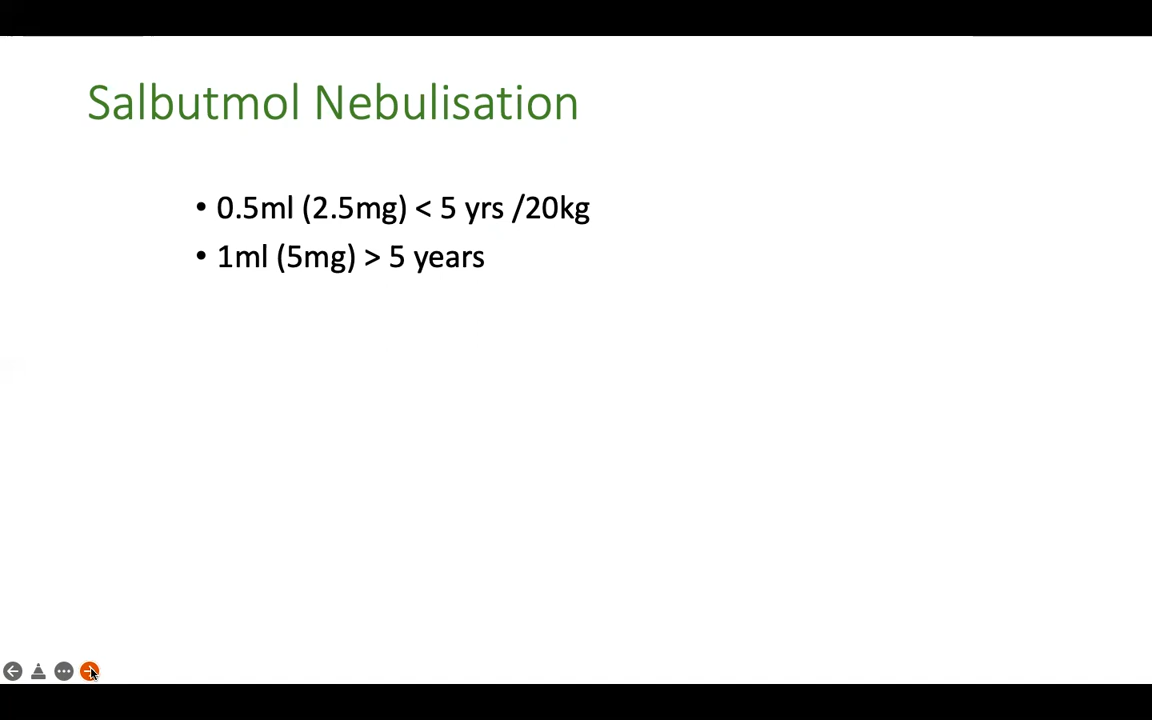 Salbutmol Nebulisation
• 0.5ml (2.5mg) < 5 yrs /20kg
• 1ml (5mg) > 5 years